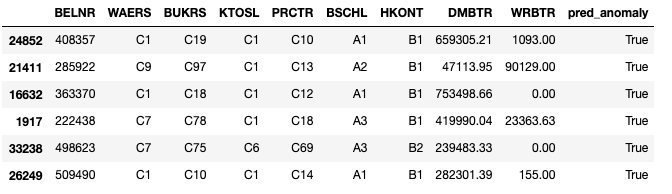 BELNR WAERS BUKRS KTOSL PRCTR BSCHL HKONT DMBTR WRBTR pred_anomaly
24852 408357 C1 C19 C1 C10 A1 B1 659305.21 1093.00 True
21411 285922 C9 C97 C1 C13 A2 B1 47113.95 90129.00 True
16632 363370 C1 C18 C1 C12 A1 B1 753498.66 0.00 True
1917 222438 C7 C78 C1 C18 A3 B1 419990.04 23363.63 True
33238 498623 C7 C75 C6 C69 A3 B2 239483.33 0.00 True
26249 509490 C1 C10 C1 C14 A1 B1 282301.39 155.00 True